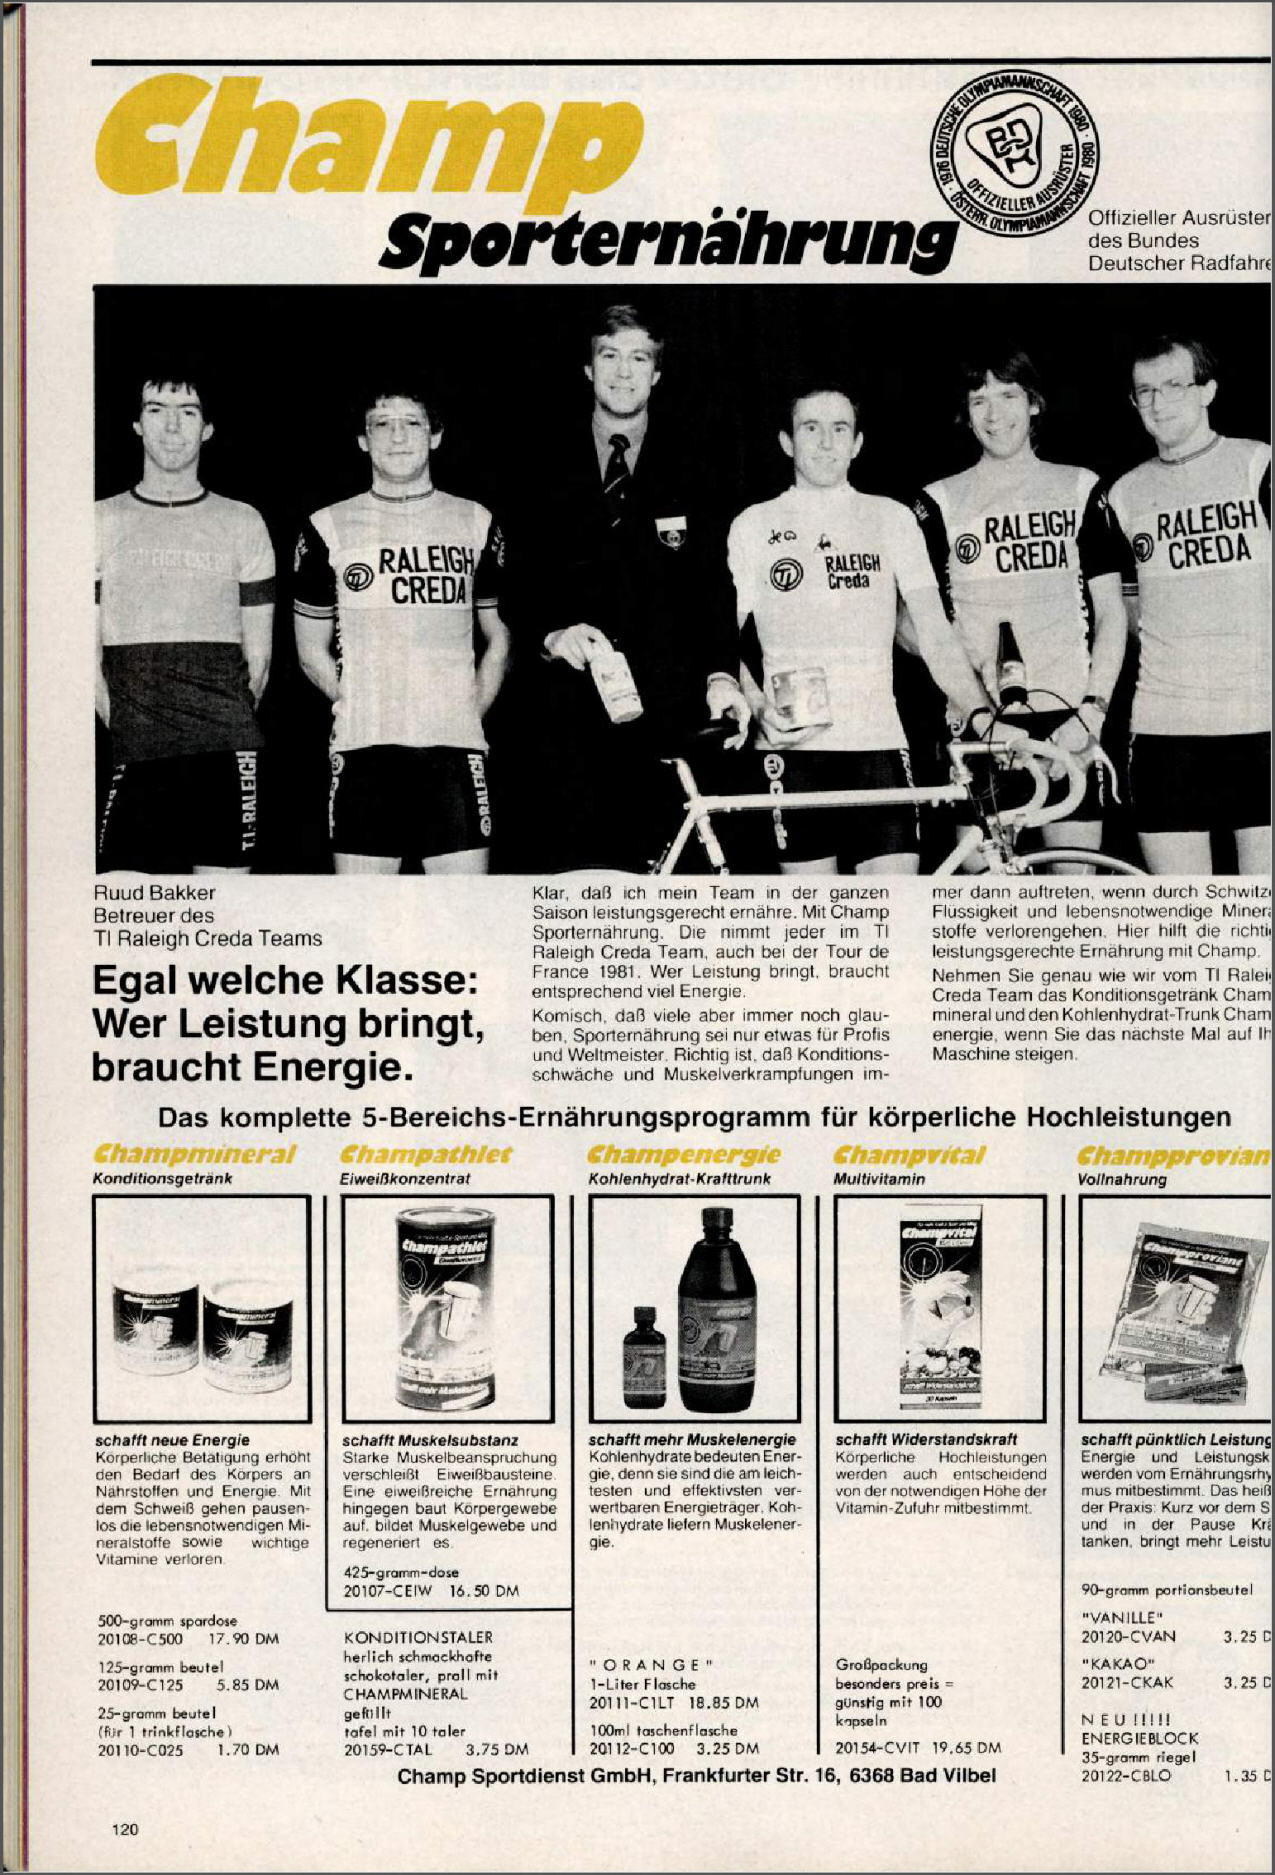 Champ
Sporternährung
1976 DEUTSCHE OLYMPIAMANNSCHAFT 1980 ·
ÖSTERR. OLYMPIAMANNSCHAFT 1980
BDR
OFFIZIELLER AUSRÜSTER
Offizieller Ausrüster
des Bundes
Deutscher Radfahre
RALEIGH
CREDA
TI
RALEIGH
Creda
RALEIGH
CREDA
RALEIGH
CREDA
T.I.-RALEIGH
RALEIGH
Ruud Bakker
Betreuer des
TI Raleigh Creda Teams
Egal welche Klasse:
Wer Leistung bringt,
braucht Energie.
Klar, daß ich mein Team in der ganzen
Saison leistungsgerecht ernähre. Mit Champ
Sporternährung. Die nimmt jeder im TI
Raleigh Creda Team, auch bei der Tour de
France 1981. Wer Leistung bringt, braucht
entsprechend viel Energie.
Komisch, daß viele aber immer noch glau-
ben, Sporternährung sei nur etwas für Profis
und Weltmeister. Richtig ist, daß Konditions-
schwäche und Muskelverkrampfungen im-
mer dann auftreten, wenn durch Schwitze
Flüssigkeit und lebensnotwendige Minera
stoffe verlorengehen. Hier hilft die richti
leistungsgerechte Ernährung mit Champ.
Nehmen Sie genau wie wir vom TI Ralei
Creda Team das Konditionsgetränk Cham
mineral und den Kohlenhydrat-Trunk Cham
energie, wenn Sie das nächste Mal auf Ih
Maschine steigen.
Das komplette 5-Bereichs-Ernährungsprogramm für körperliche Hochleistungen
Champmineral
Konditionsgetränk
Champmineral
schafft neue Energie
Körperliche Betätigung erhöht
den Bedarf des Körpers an
Nährstoffen und Energie. Mit
dem Schweiß gehen pausen-
los die lebensnotwendigen Mi-
neralstoffe sowie wichtige
Vitamine verloren.
500-gramm spardose
20108-C500 17.90 DM
125-gramm beutel
20109-C125 5.85 DM
25-gramm beutel
(für 1 trinkflasche)
20110-C025 1.70 DM
Champathlet
Eiweißkonzentrat
Champathlet
schafft Muskelsubstanz
Starke Muskelbeanspruchung
verschleißt Eiweißbausteine.
Eine eiweißreiche Ernährung
hingegen baut Körpergewebe
auf, bildet Muskelgewebe und
regeneriert es.
425-gramm-dose
20107-CEIW 16.50 DM
KONDITIONSTALER
herlich schmackhafte
schokotaler, prall mit
CHAMPMINERAL
gefüllt
tafel mit 10 taler
20159-CTAL 3.75 DM
Champenergie
Kohlenhydrat-Krafttrunk
energie
schafft mehr Muskelenergie
Kohlenhydrate bedeuten Ener-
gie, denn sie sind die am leich-
testen und effektivsten ver-
wertbaren Energieträger. Koh-
lenhydrate liefern Muskelener-
gie.
"ORANGE"
1-Liter Flasche
20111-C1LT 18.85 DM
100ml taschenflasche
20112-C100 3.25 DM
Champvital
Multivitamin
Champvital
30 Kapseln
schafft Widerstandskraft
Körperliche Hochleistungen
werden auch entscheidend
von der notwendigen Höhe der
Vitamin-Zufuhr mitbestimmt.
Großpackung
besonders preis =
günstig mit 100
kapseln
20154-CVIT 19.65 DM
Champprovian
Vollnahrung
Champproviant
schafft pünktlich Leistung
Energie und Leistungsk
werden vom Ernährungsrhy
mus mitbestimmt. Das heiß
der Praxis: Kurz vor dem S
und in der Pause Kra
tanken, bringt mehr Leistu
90-gramm portionsbeutel
"VANILLE"
20120-CVAN 3.25 D
"KAKAO"
20121-CKAK 3.25 D
NEU!!!!!
ENERGIEBLOCK
35-gramm riegel
20122-CBLO 1.35 D
Champ Sportdienst GmbH, Frankfurter Str. 16, 6368 Bad Vilbel
120